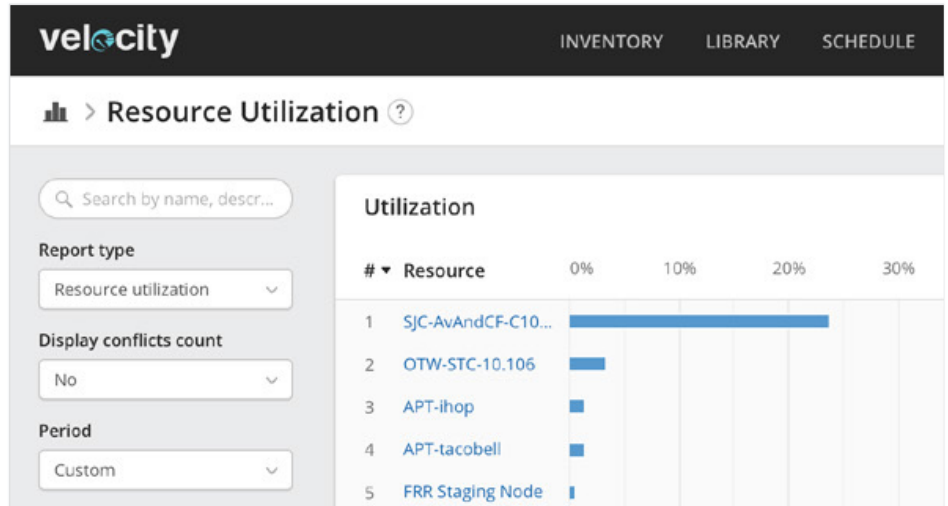 velocity
INVENTORY LIBRARY SCHEDULE
> Resource Utilization ?
Search by name, descr...
Report type
Resource utilization
Display conflicts count
No
Period
Custom
Utilization
# Resource 0% 10% 20% 30%
1 SJC-AvAndCF-C10...
2 OTW-STC-10.106
3 APT-ihop
4 APT-tacobell
5 FRR Staging Node